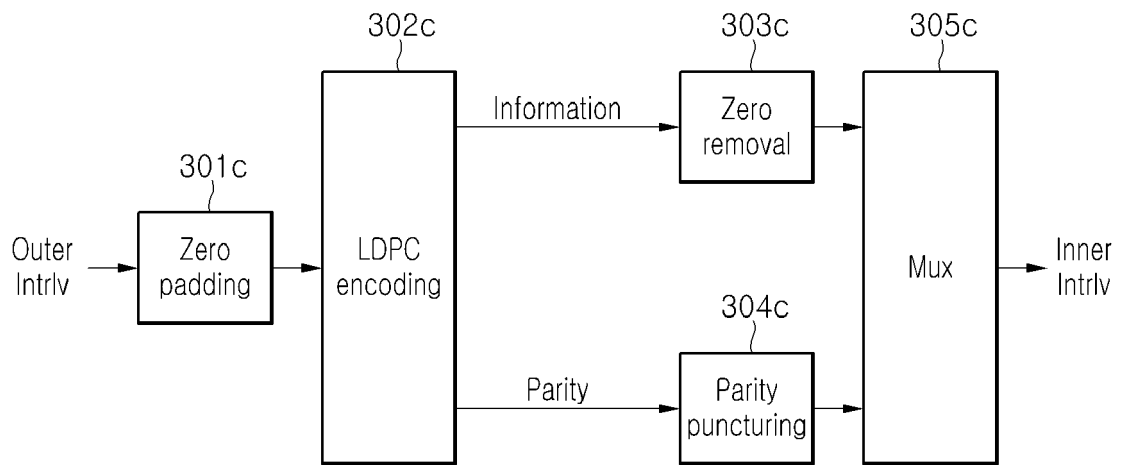 302c
303c
305c
Information
Zero
removal
301c
Outer
Intrlv
Zero
padding
LDPC
encoding
Mux
Inner
Intrlv
304c
Parity
Parity
puncturing